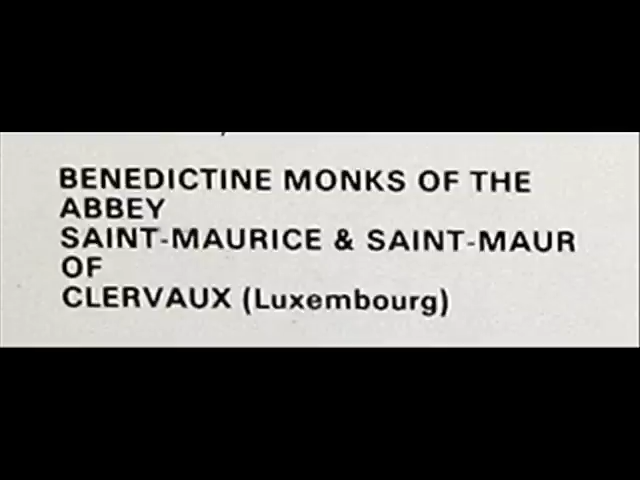 BENEDICTINE MONKS OF THE
ABBEY
SAINT-MAURICE & SAINT-MAUR
OF
CLERVAUX (Luxembourg)